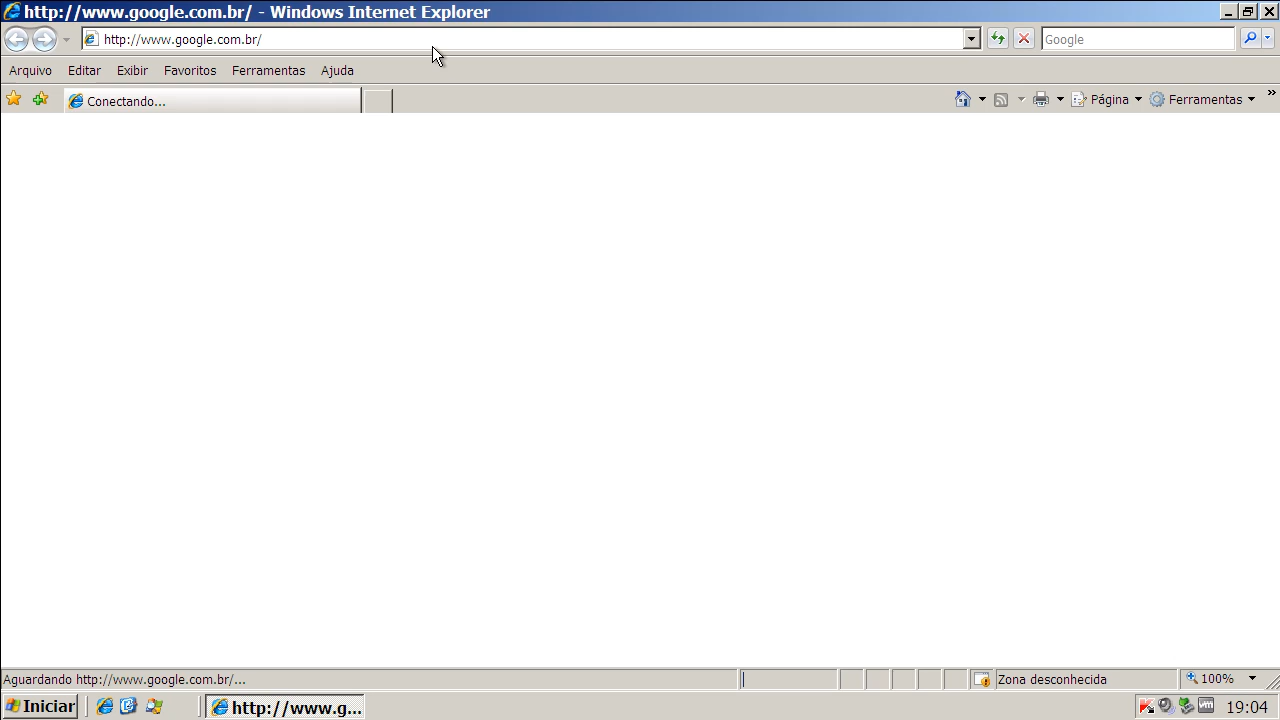 http://www.google.com.br/ - Windows Internet Explorer
http://www.google.com.br/
Google
Arquivo Editar Exibir Favoritos Ferramentas Ajuda
Conectando...
Página Ferramentas
Aguardando http://www.google.com.br/...
Zona desconhecida
100%
Iniciar
http://www.g...
19:04